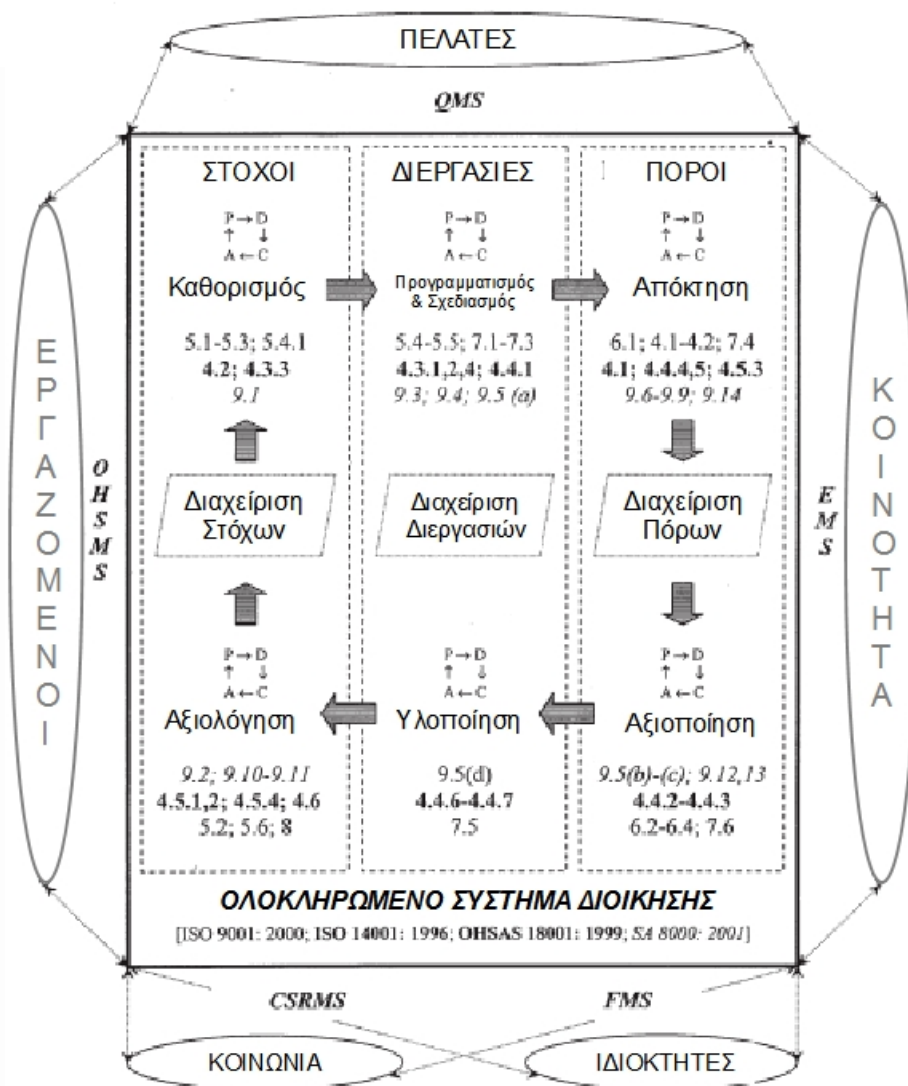 ΠΕΛΑΤΕΣ
QMS
ΣΤΟΧΟΙ
P → D
↑ ↓
A ← C
Καθορισμός
5.1-5.3; 5.4.1
4.2; 4.3.3
9.1
Διαχείριση
Στόχων
P → D
↑ ↓
A ← C
Αξιολόγηση
9.2; 9.10-9.11
4.5.1,2; 4.5.4; 4.6
5.2; 5.6; 8
ΔΙΕΡΓΑΣΙΕΣ
P → D
↑ ↓
A ← C
Προγραμματισμός
& Σχεδιασμός
5.4-5.5; 7.1-7.3
4.3.1,2,4; 4.4.1
9.3; 9.4; 9.5 (a)
Διαχείριση
Διεργασιών
P → D
↑ ↓
A ← C
Υλοποίηση
9.5(d)
4.4.6-4.4.7
7.5
ΠΟΡΟΙ
P → D
↑ ↓
A ← C
Απόκτηση
6.1; 4.1-4.2; 7.4
4.1; 4.4.4,5; 4.5.3
9.6-9.9; 9.14
Διαχείριση
Πόρων
P → D
↑ ↓
A ← C
Αξιοποίηση
9.5(b)-(c); 9.12,13
4.4.2-4.4.3
6.2-6.4; 7.6
ΕΡΓΑΖΟΜΕΝΟΙ
OHSMS
EMS
ΚΟΙΝΟΤΗΤΑ
ΟΛΟΚΛΗΡΩΜΕΝΟ ΣΥΣΤΗΜΑ ΔΙΟΙΚΗΣΗΣ
[ISO 9001: 2000; ISO 14001: 1996; OHSAS 18001: 1999; SA 8000: 2001]
CSRMS
FMS
ΚΟΙΝΩΝΙΑ
ΙΔΙΟΚΤΗΤΕΣ